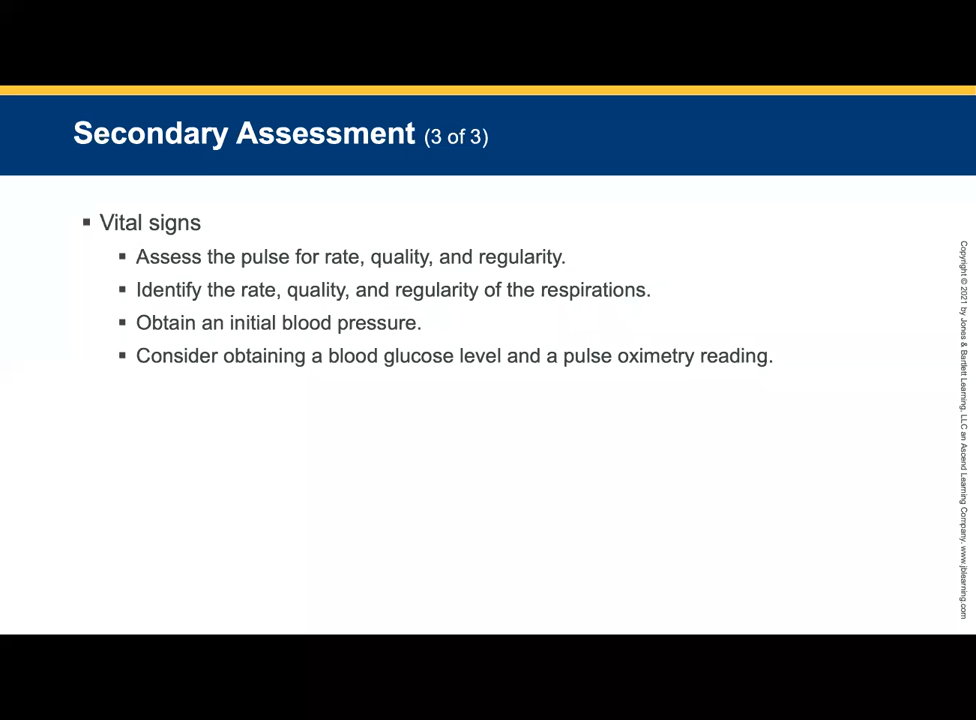 Secondary Assessment (3 of 3)
▪ Vital signs
▪ Assess the pulse for rate, quality, and regularity.
▪ Identify the rate, quality, and regularity of the respirations.
▪ Obtain an initial blood pressure.
▪ Consider obtaining a blood glucose level and a pulse oximetry reading.
Copyright © 2021 by Jones & Bartlett Learning, LLC an Ascend Learning Company. www.jblearning.com